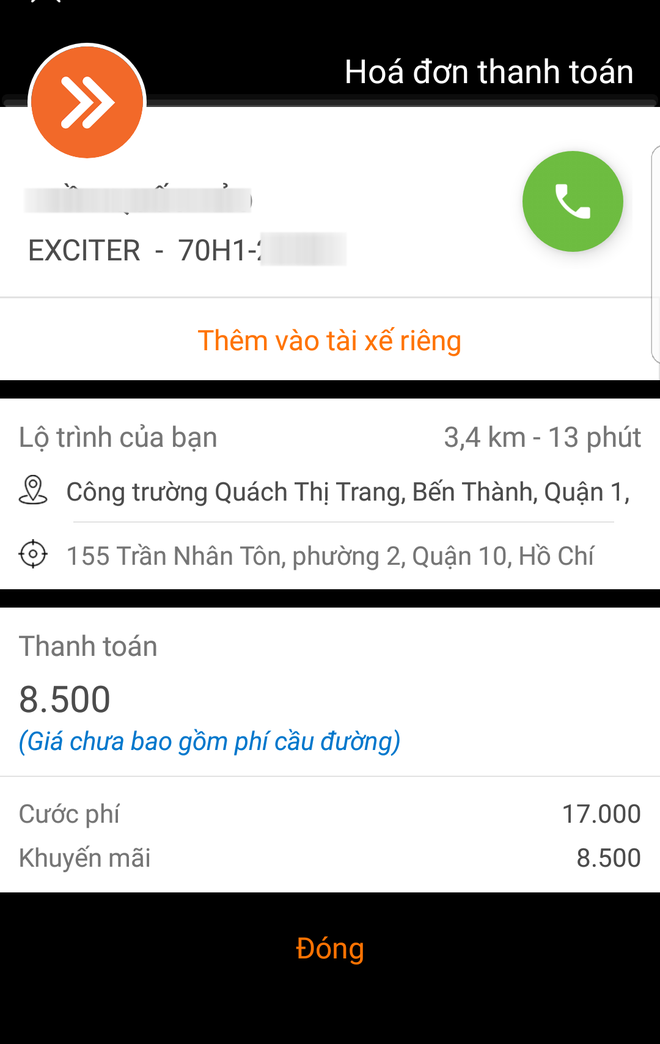 Hoá đơn thanh toán
EXCITER - 70H1-
Thêm vào tài xế riêng
Lộ trình của bạn 3,4 km - 13 phút
Công trường Quách Thị Trang, Bến Thành, Quận 1,
155 Trần Nhân Tôn, phường 2, Quận 10, Hồ Chí
Thanh toán
8.500
(Giá chưa bao gồm phí cầu đường)
Cước phí 17.000
Khuyến mãi 8.500
Đóng